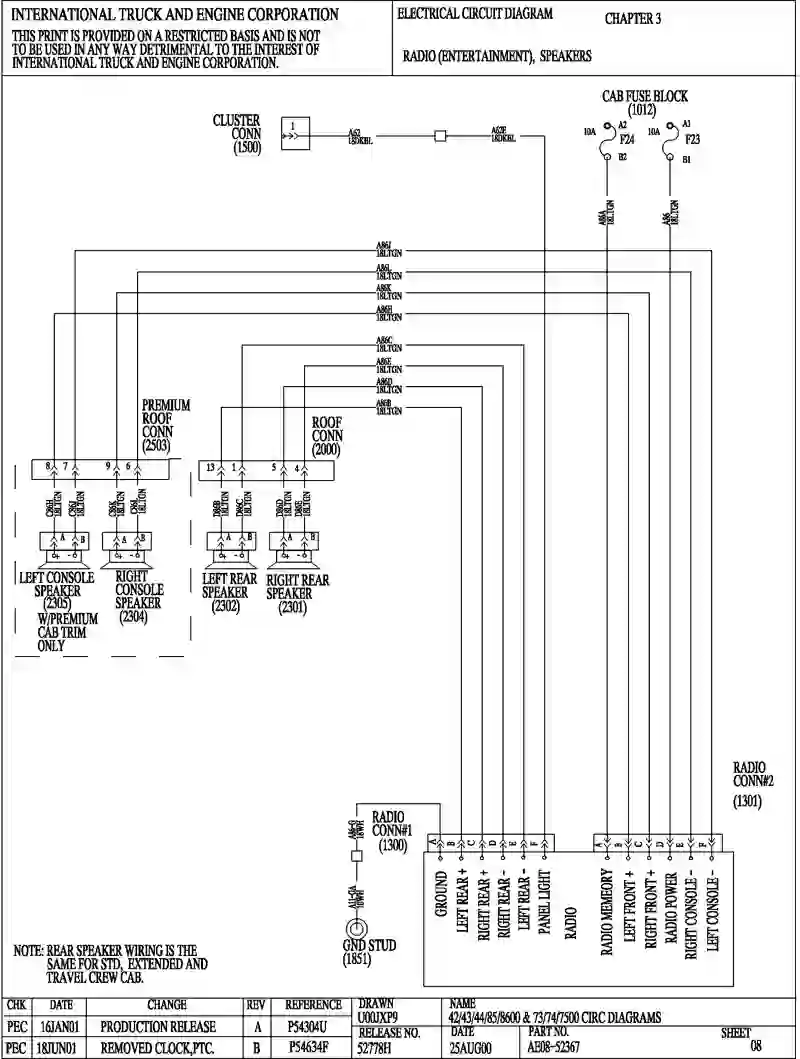 INTERNATIONAL TRUCK AND ENGINE CORPORATION
THIS PRINT IS PROVIDED ON A RESTRICTED BASIS AND IS NOT
TO BE USED IN ANY WAY DETRIMENTAL TO THE INTEREST OF
INTERNATIONAL TRUCK AND ENGINE CORPORATION.
ELECTRICAL CIRCUIT DIAGRAM
CHAPTER 3
RADIO (ENTERTAINMENT), SPEAKERS
CLUSTER
CONN
(1500)
1
A62
A62E
CAB FUSE BLOCK
(1012)
10A
A2
F24
B2
10A
A1
F23
B1
A88A
18LTGN
A86
18LTGN
A86J
18LTGN
A86L
18LTGN
A86K
18LTGN
A86H
18LTGN
A86C
18LTGN
A86E
18LTGN
A86D
18LTGN
A86B
18LTGN
PREMIUM
ROOF
CONN
(2503)
ROOF
CONN
(2000)
8 7 9 6
13 1 5 4
C86H
18LTGN
C86J
18LTGN
C86K
18LTGN
C86L
18LTGN
D86B
18LTGN
D86C
18LTGN
D86D
18LTGN
D86E
18LTGN
A B A B A B A B
+ - + - + - + -
LEFT CONSOLE
SPEAKER
(2305)
W/PREMIUM
CAB TRIM
ONLY
RIGHT
CONSOLE
SPEAKER
(2304)
LEFT REAR
SPEAKER
(2302)
RIGHT REAR
SPEAKER
(2301)
RADIO
CONN#2
(1301)
RADIO
CONN#1
(1300)
A86-G
18WH
A11-GA
18WH
GND STUD
(1851)
A B C D E F
A B C D E F
GROUND
LEFT REAR +
RIGHT REAR +
RIGHT REAR -
LEFT REAR -
PANEL LIGHT
RADIO
RADIO MEMEORY
LEFT FRONT +
RIGHT FRONT +
RADIO POWER
RIGHT CONSOLE -
LEFT CONSOLE -
NOTE: REAR SPEAKER WIRING IS THE
SAME FOR STD, EXTENDED AND
TRAVEL CREW CAB.
CHK DATE CHANGE REV REFERENCE
PEC 16JAN01 PRODUCTION RELEASE A P54304U
PEC 18JUN01 REMOVED CLOCK,PTC. B P54634F
DRAWN
U00JXP9
RELEASE NO.
52778H
NAME
42/43/44/85/8600 & 73/74/7500 CIRC DIAGRAMS
DATE
25AUG00
PART NO.
AE08-52367
SHEET
08